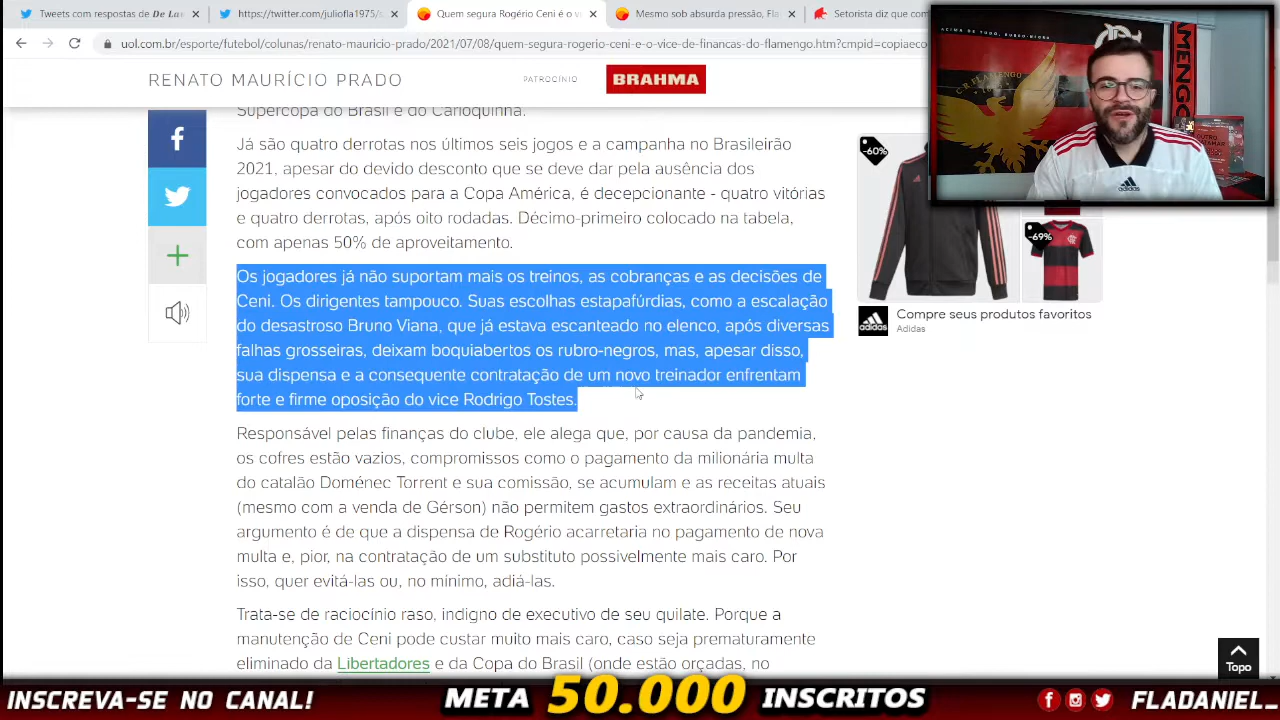 Tweets com respostas de De La
https://twitter.com/juliofla1975/s
Quem segura Rogério Ceni é o v
Mesmo sob absurda pressão, Fla
Setorista diz que com
uol.com.br/esporte/futebol/colunas/renato-mauricio-prado/2021/07/0
/quem-segura-rogerio-ceni-e-o-vice-de-financas-do-flamengo.htm?cmpid=copiaeco
RENATO MAURÍCIO PRADO
PATROCÍNIO
BRAHMA
Supercopa do Brasil e do Carioquinha.
Já são quatro derrotas nos últimos seis jogos e a campanha no Brasileirão
2021, apesar do devido desconto que se deve dar pela ausência dos
jogadores convocados para a Copa América, é decepcionante - quatro vitórias
e quatro derrotas, após oito rodadas. Décimo-primeiro colocado na tabela,
com apenas 50% de aproveitamento.
Os jogadores já não suportam mais os treinos, as cobranças e as decisões de
Ceni. Os dirigentes tampouco. Suas escolhas estapafúrdias, como a escalação
do desastroso Bruno Viana, que já estava escanteado no elenco, após diversas
falhas grosseiras, deixam boquiabertos os rubro-negros, mas, apesar disso,
sua dispensa e a consequente contratação de um novo treinador enfrentam
forte e firme oposição do vice Rodrigo Tostes.
Responsável pelas finanças do clube, ele alega que, por causa da pandemia,
os cofres estão vazios, compromissos como o pagamento da milionária multa
do catalão Doménec Torrent e sua comissão, se acumulam e as receitas atuais
(mesmo com a venda de Gérson) não permitem gastos extraordinários. Seu
argumento é de que a dispensa de Rogério acarretaria no pagamento de nova
multa e, pior, na contratação de um substituto possivelmente mais caro. Por
isso, quer evitá-las ou, no mínimo, adiá-las.
Trata-se de raciocínio raso, indigno de executivo de seu quilate. Porque a
manutenção de Ceni pode custar muito mais caro, caso seja prematuramente
eliminado da Libertadores e da Copa do Brasil (onde estão orçadas, no
-60%
-69%
adidas
Compre seus produtos favoritos
Adidas
ACIMA DE TUDO, RUBRO-NEGRO
C.R FLAMENGO
MENGO
OUTRO
adidas
Topo
INSCREVA-SE NO CANAL!
META 50.000 INSCRITOS
FLADANIEL_